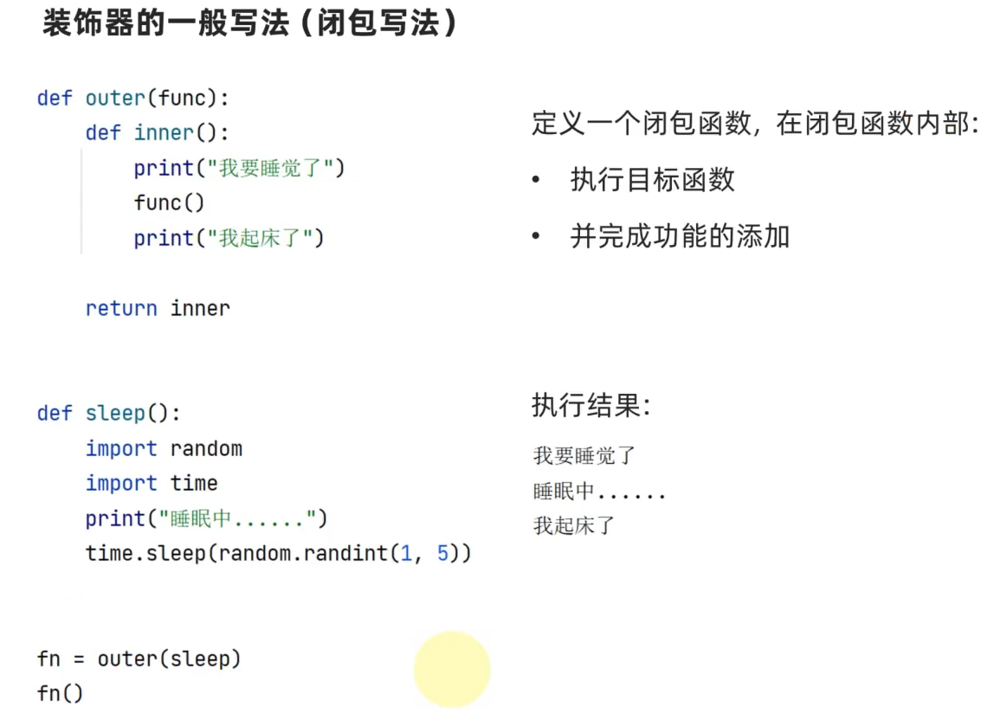 装饰器的一般写法（闭包写法）
def outer(func):
    def inner():
        print("我要睡觉了")
        func()
        print("我起床了")
    return inner
def sleep():
    import random
    import time
    print("睡眠中......")
    time.sleep(random.randint(1, 5))
fn = outer(sleep)
fn()
定义一个闭包函数，在闭包函数内部：
• 执行目标函数
• 并完成功能的添加
执行结果：
我要睡觉了
睡眠中......
我起床了